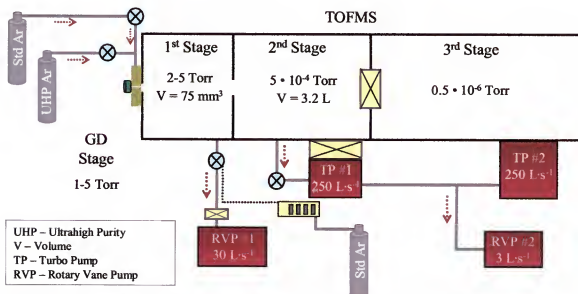 TOFMS
Std Ar
UHP Ar
1st Stage
2-5 Torr
V = 75 mm³
2nd Stage
5 • 10⁻⁴ Torr
V = 3.2 L
3rd Stage
0.5 • 10⁻⁶ Torr
GD
Stage
1-5 Torr
TP #1
250 L·s⁻¹
TP #2
250 L·s⁻¹
UHP – Ultrahigh Purity
V – Volume
TP – Turbo Pump
RVP – Rotary Vane Pump
RVP #1
30 L·s⁻¹
Std Ar
RVP #2
3 L·s⁻¹